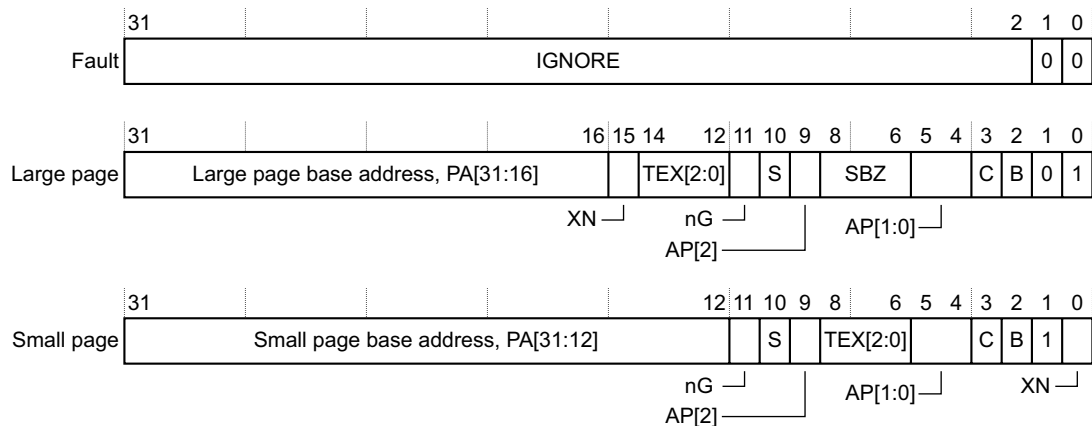 31 2 1 0
Fault IGNORE 0 0
31 16 15 14 12 11 10 9 8 6 5 4 3 2 1 0
Large page Large page base address, PA[31:16] TEX[2:0] S SBZ C B 0 1
XN nG AP[1:0]
AP[2]
31 12 11 10 9 8 6 5 4 3 2 1 0
Small page Small page base address, PA[31:12] S TEX[2:0] C B 1
nG AP[1:0] XN
AP[2]